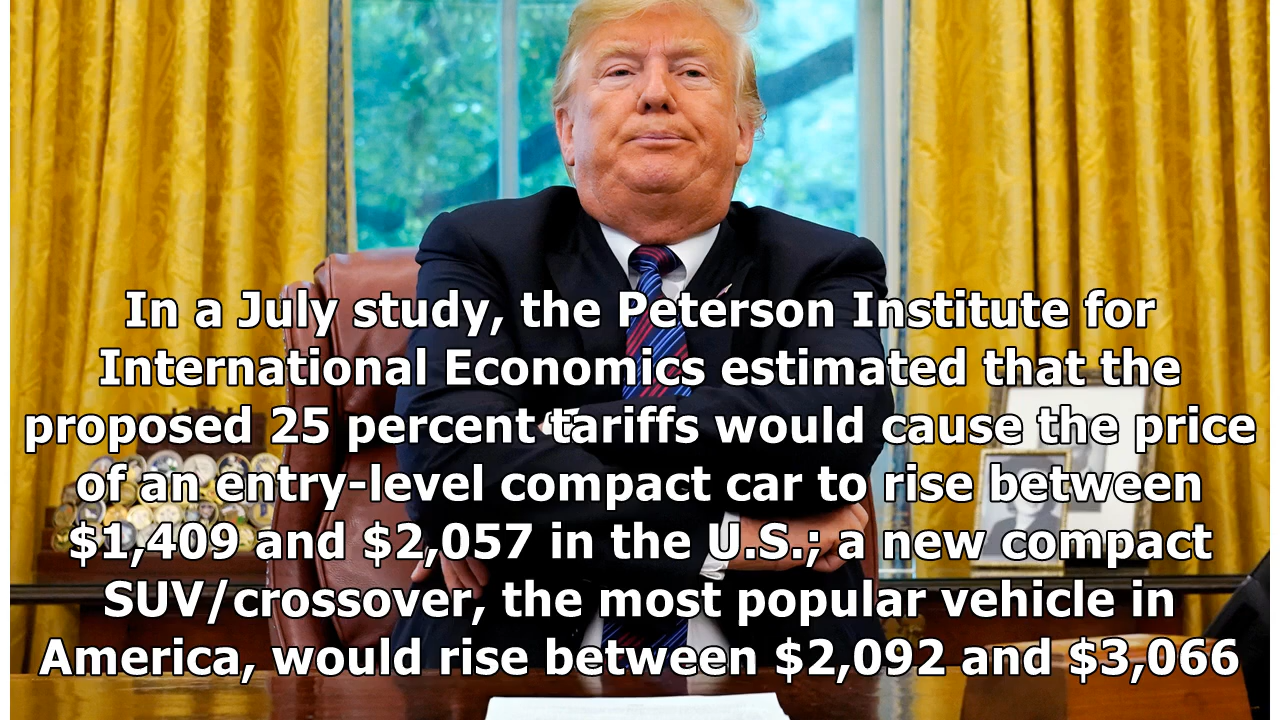 In a July study, the Peterson Institute for
International Economics estimated that the
proposed 25 percent tariffs would cause the price
of an entry-level compact car to rise between
$1,409 and $2,057 in the U.S.; a new compact
SUV/crossover, the most popular vehicle in
America, would rise between $2,092 and $3,066